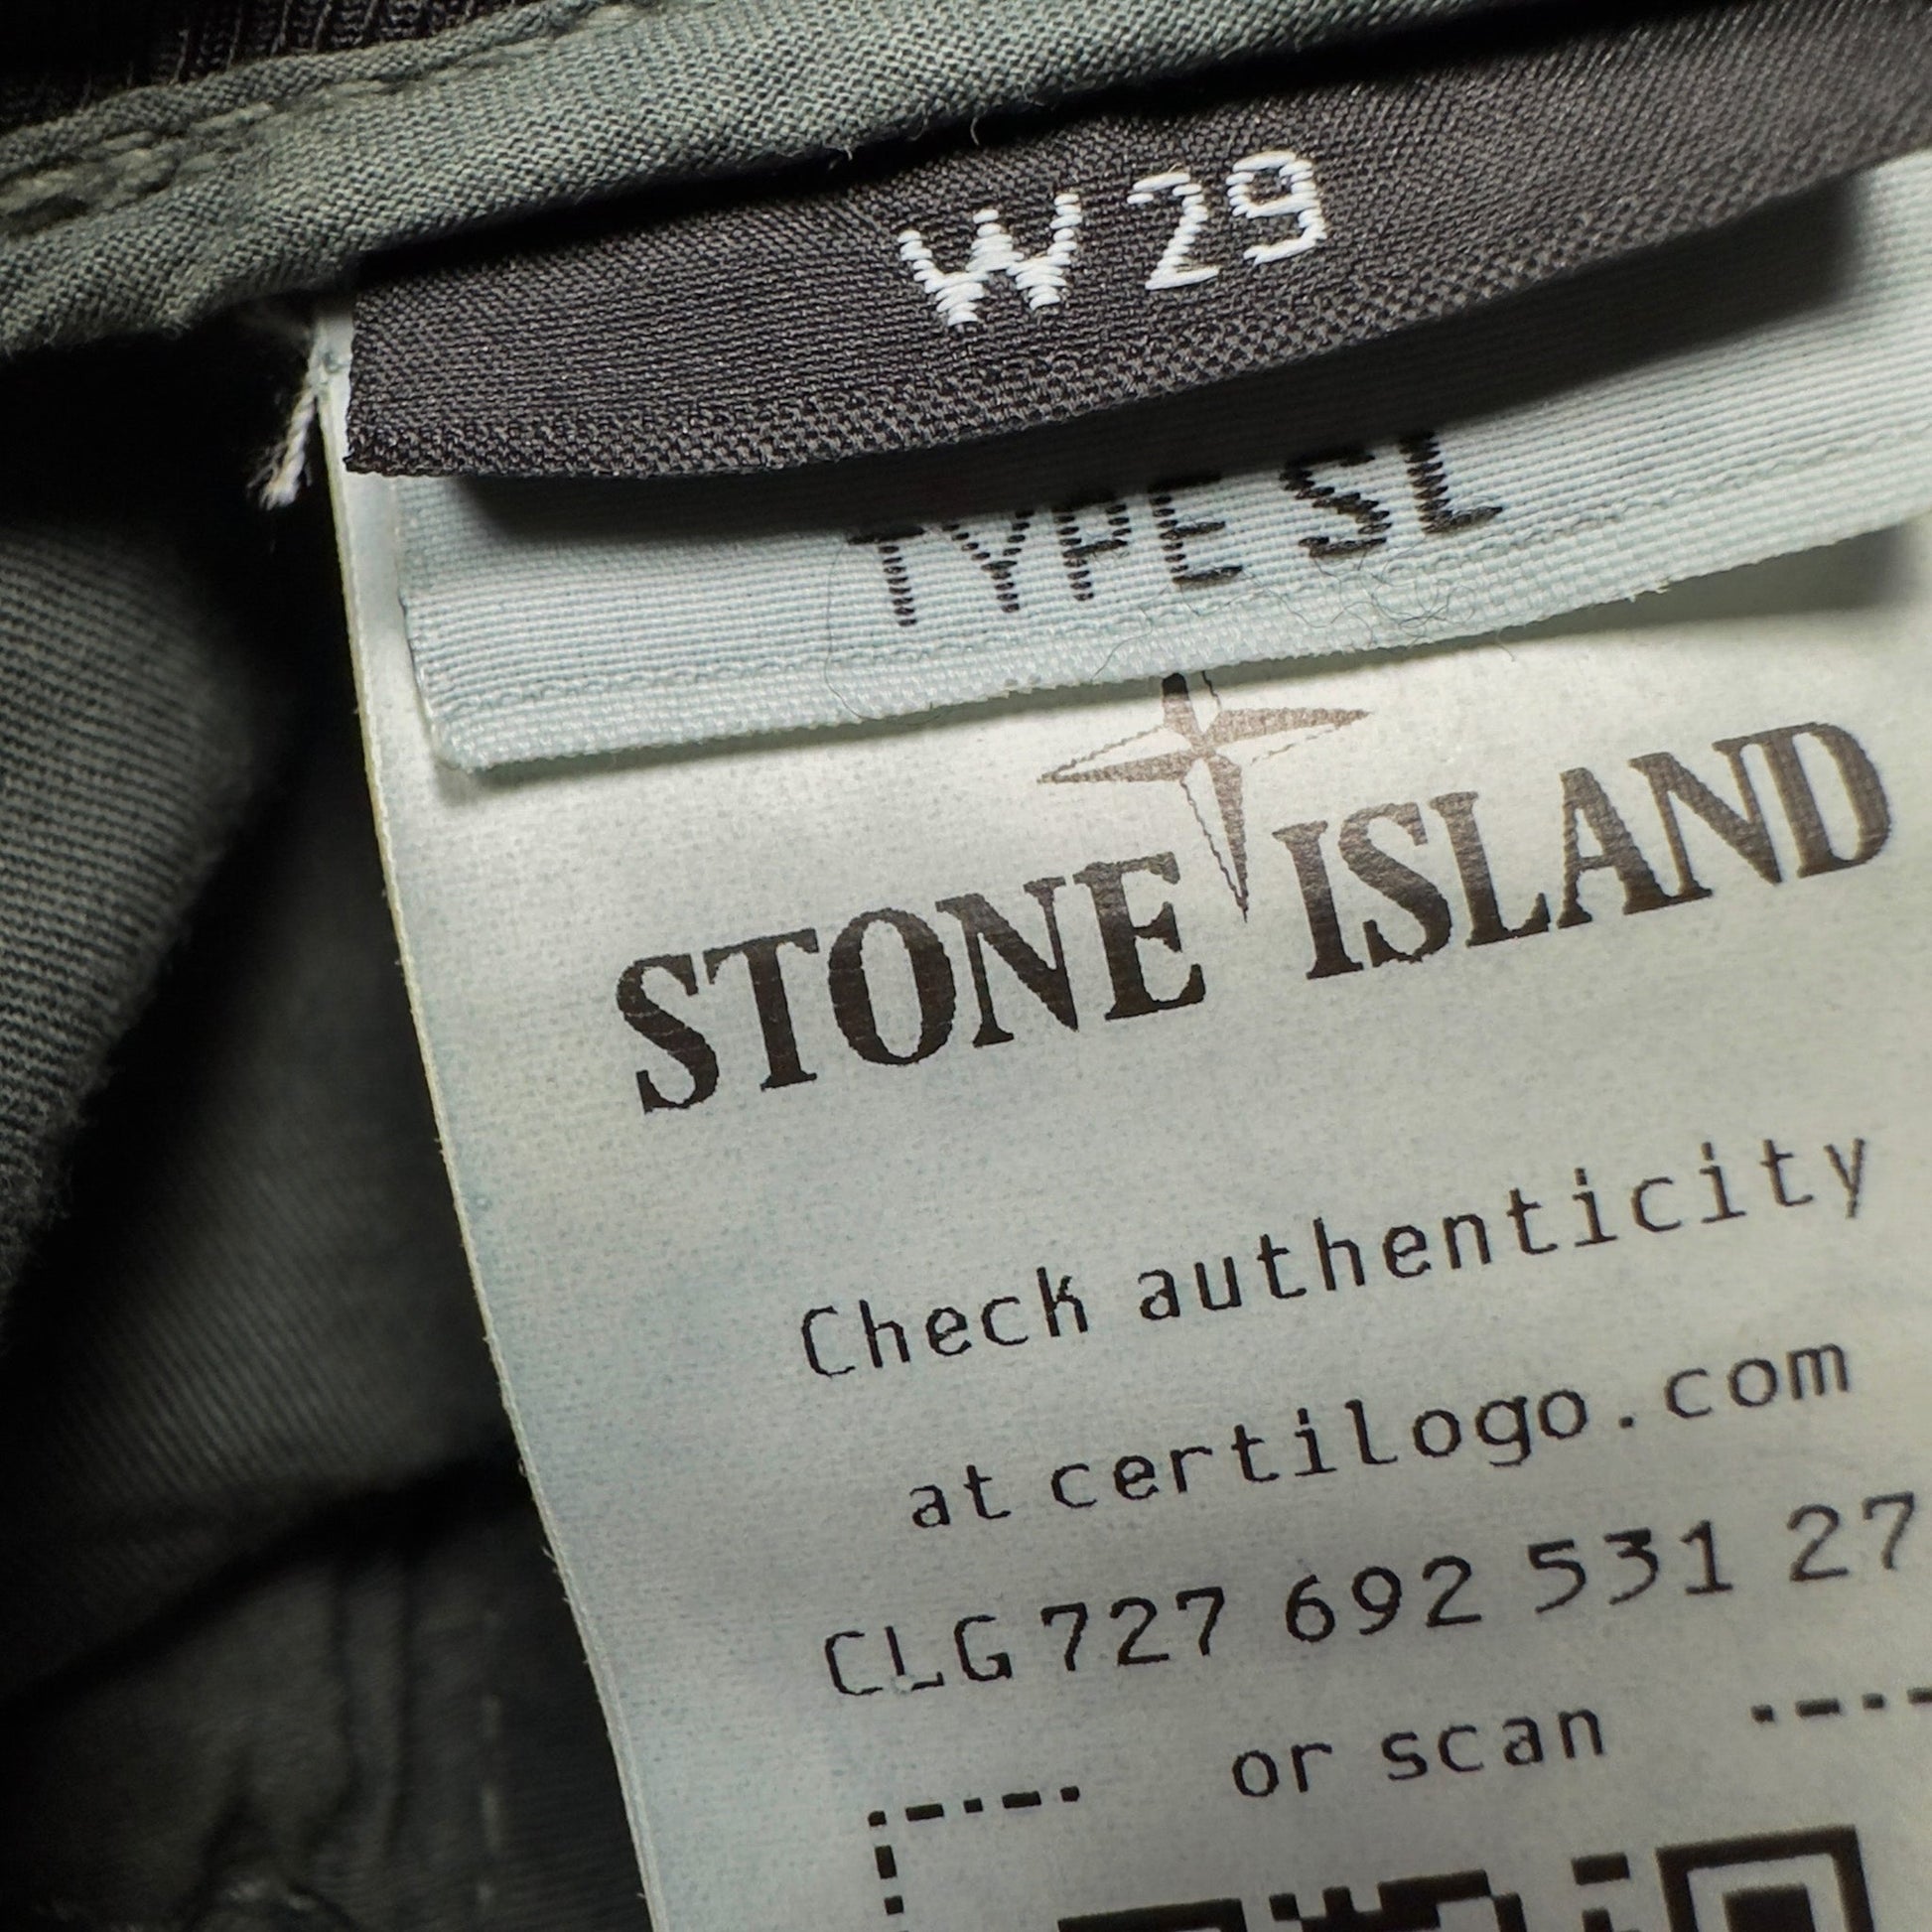 W 29
TYPE SL
STONE ISLAND
Check authenticity
at certilogo.com
CLG 727 692 531 27
or scan